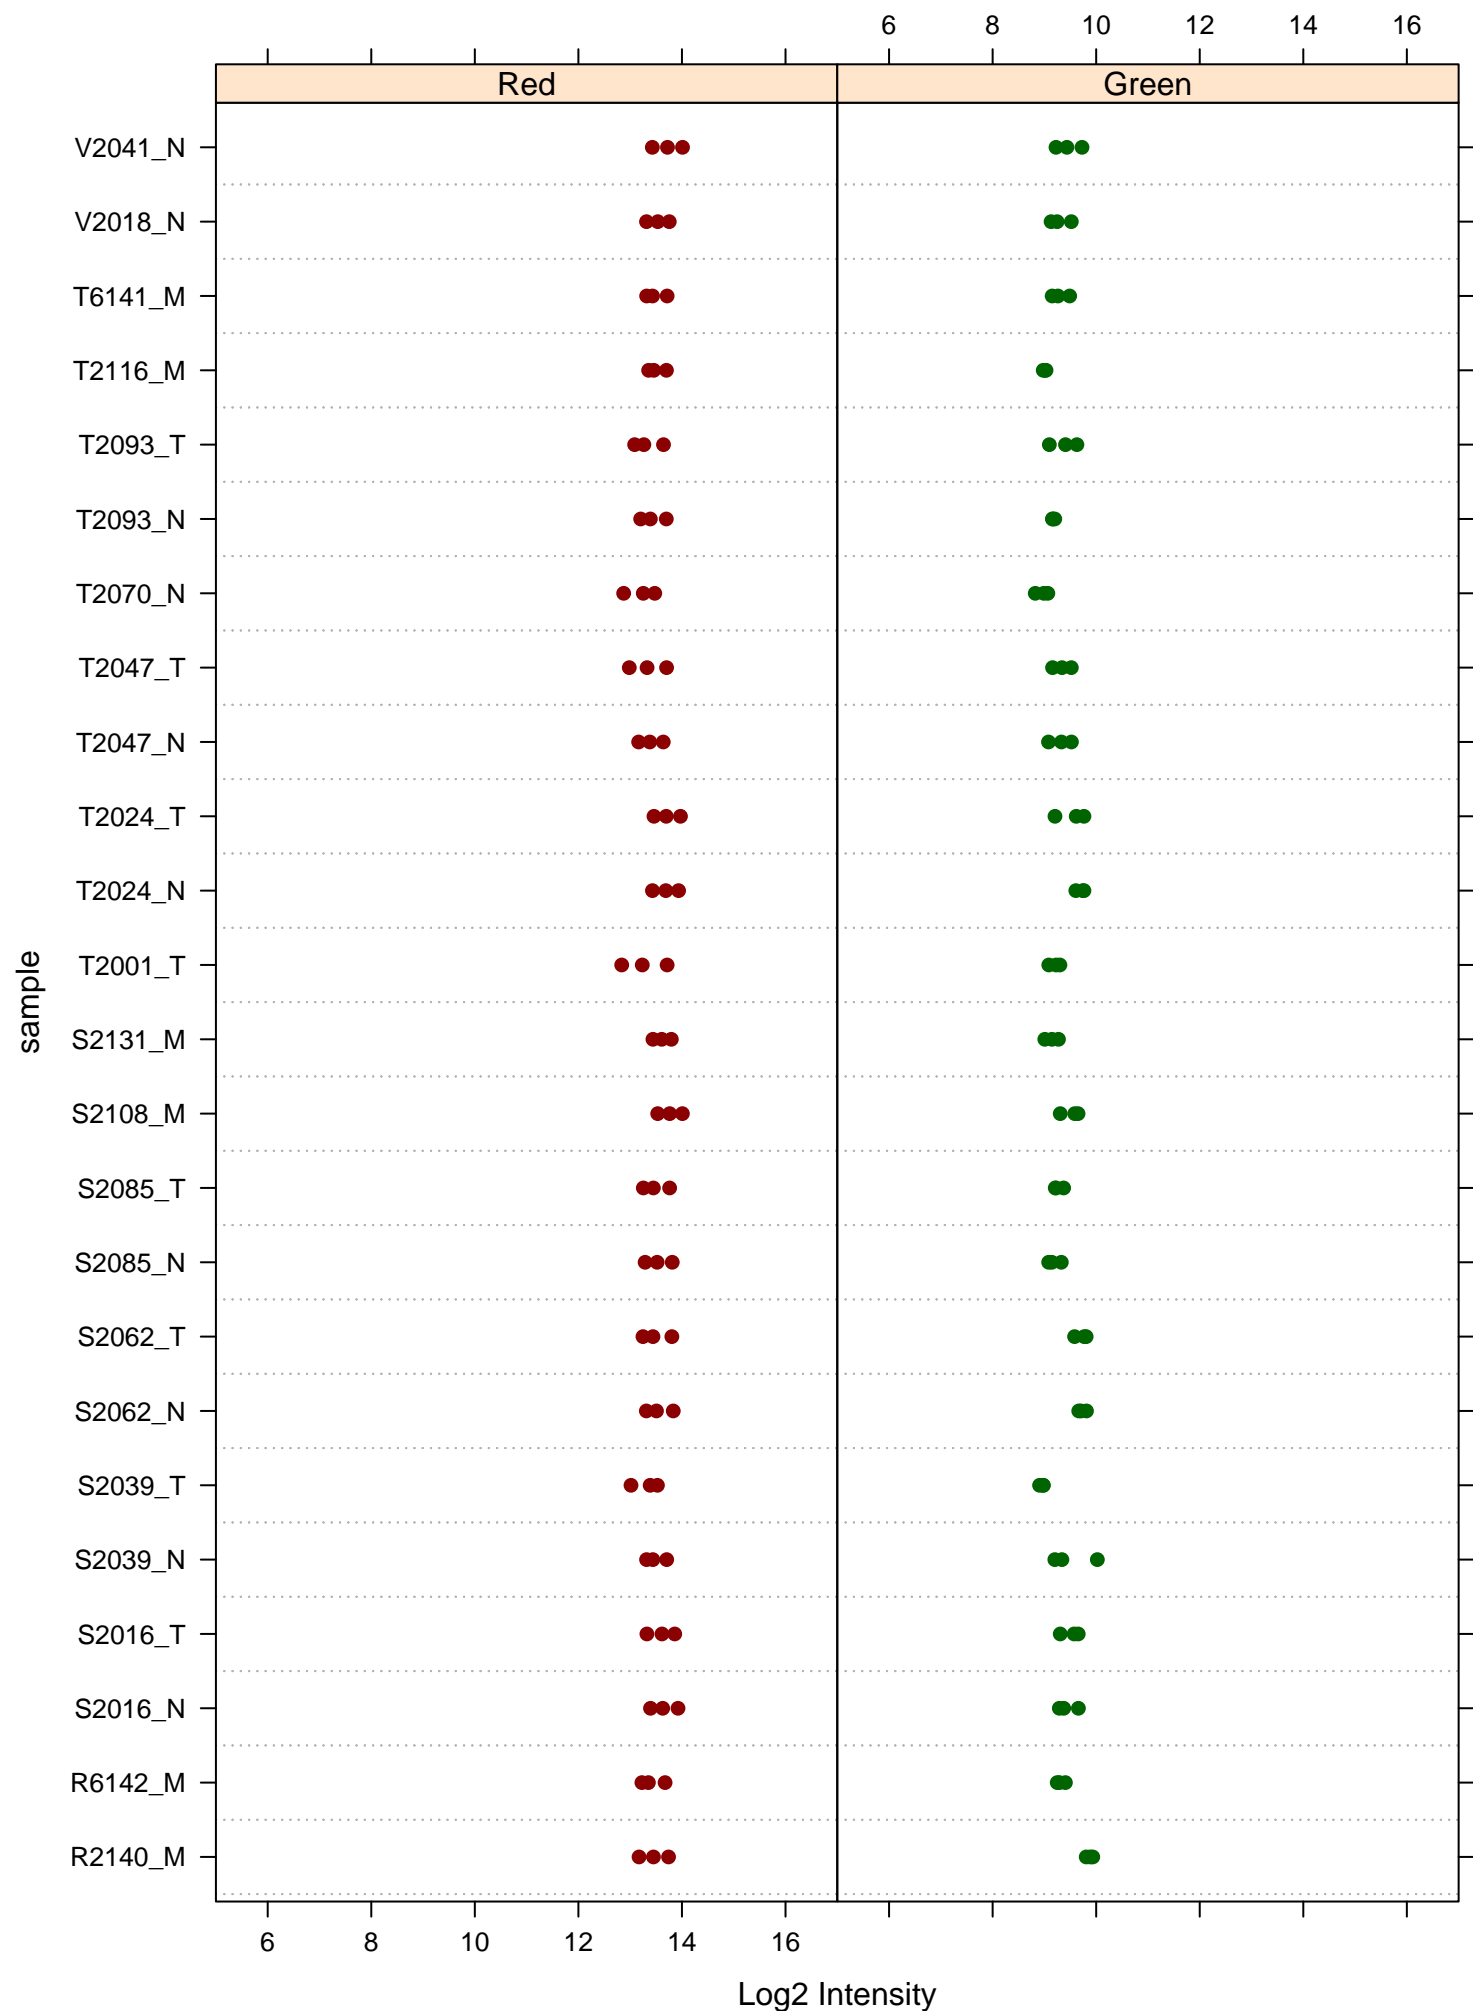 6 8 10 12 14 16
Red Green
V2041_N
V2018_N
T6141_M
T2116_M
T2093_T
T2093_N
T2070_N
T2047_T
T2047_N
T2024_T
T2024_N
T2001_T
S2131_M
S2108_M
S2085_T
S2085_N
S2062_T
S2062_N
S2039_T
S2039_N
S2016_T
S2016_N
R6142_M
R2140_M
sample
6 8 10 12 14 16
Log2 Intensity